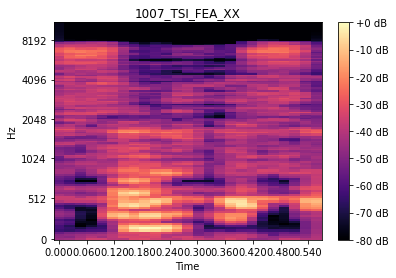 1007_TSI_FEA_XX
Hz
8192
4096
2048
1024
512
0
0.0000.0600.1200.1800.2400.3000.3600.4200.4800.540
Time
+0 dB
-10 dB
-20 dB
-30 dB
-40 dB
-50 dB
-60 dB
-70 dB
-80 dB